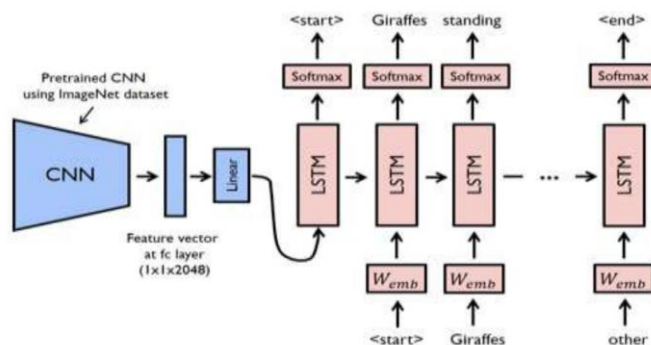 <start> Giraffes standing <end>
Softmax Softmax Softmax Softmax
Pretrained CNN
using ImageNet dataset
CNN
Linear
LSTM LSTM LSTM ... LSTM
Feature vector
at fc layer
(1x1x2048)
W_emb W_emb W_emb
<start> Giraffes other